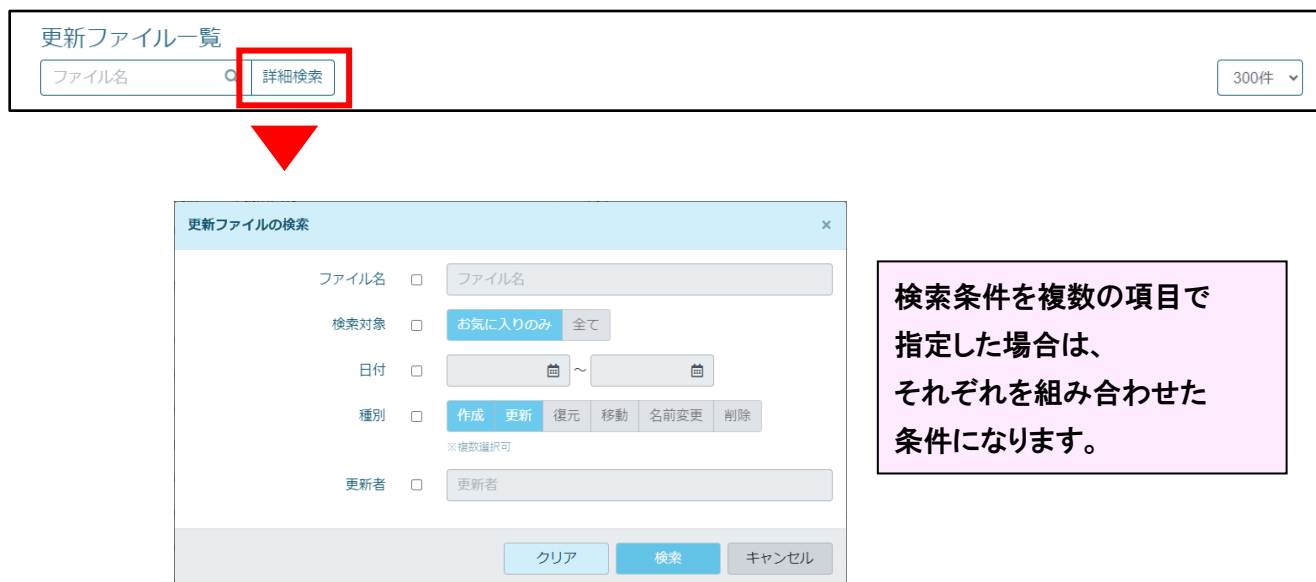 更新ファイル一覧
ファイル名 詳細検索 300件
更新ファイルの検索 ×
ファイル名 ファイル名
検索対象 お気に入りのみ 全て
日付 ～
種別 作成 更新 復元 移動 名前変更 削除
※複数選択可
更新者 更新者
クリア 検索 キャンセル
検索条件を複数の項目で
指定した場合は、
それぞれを組み合わせた
条件になります。